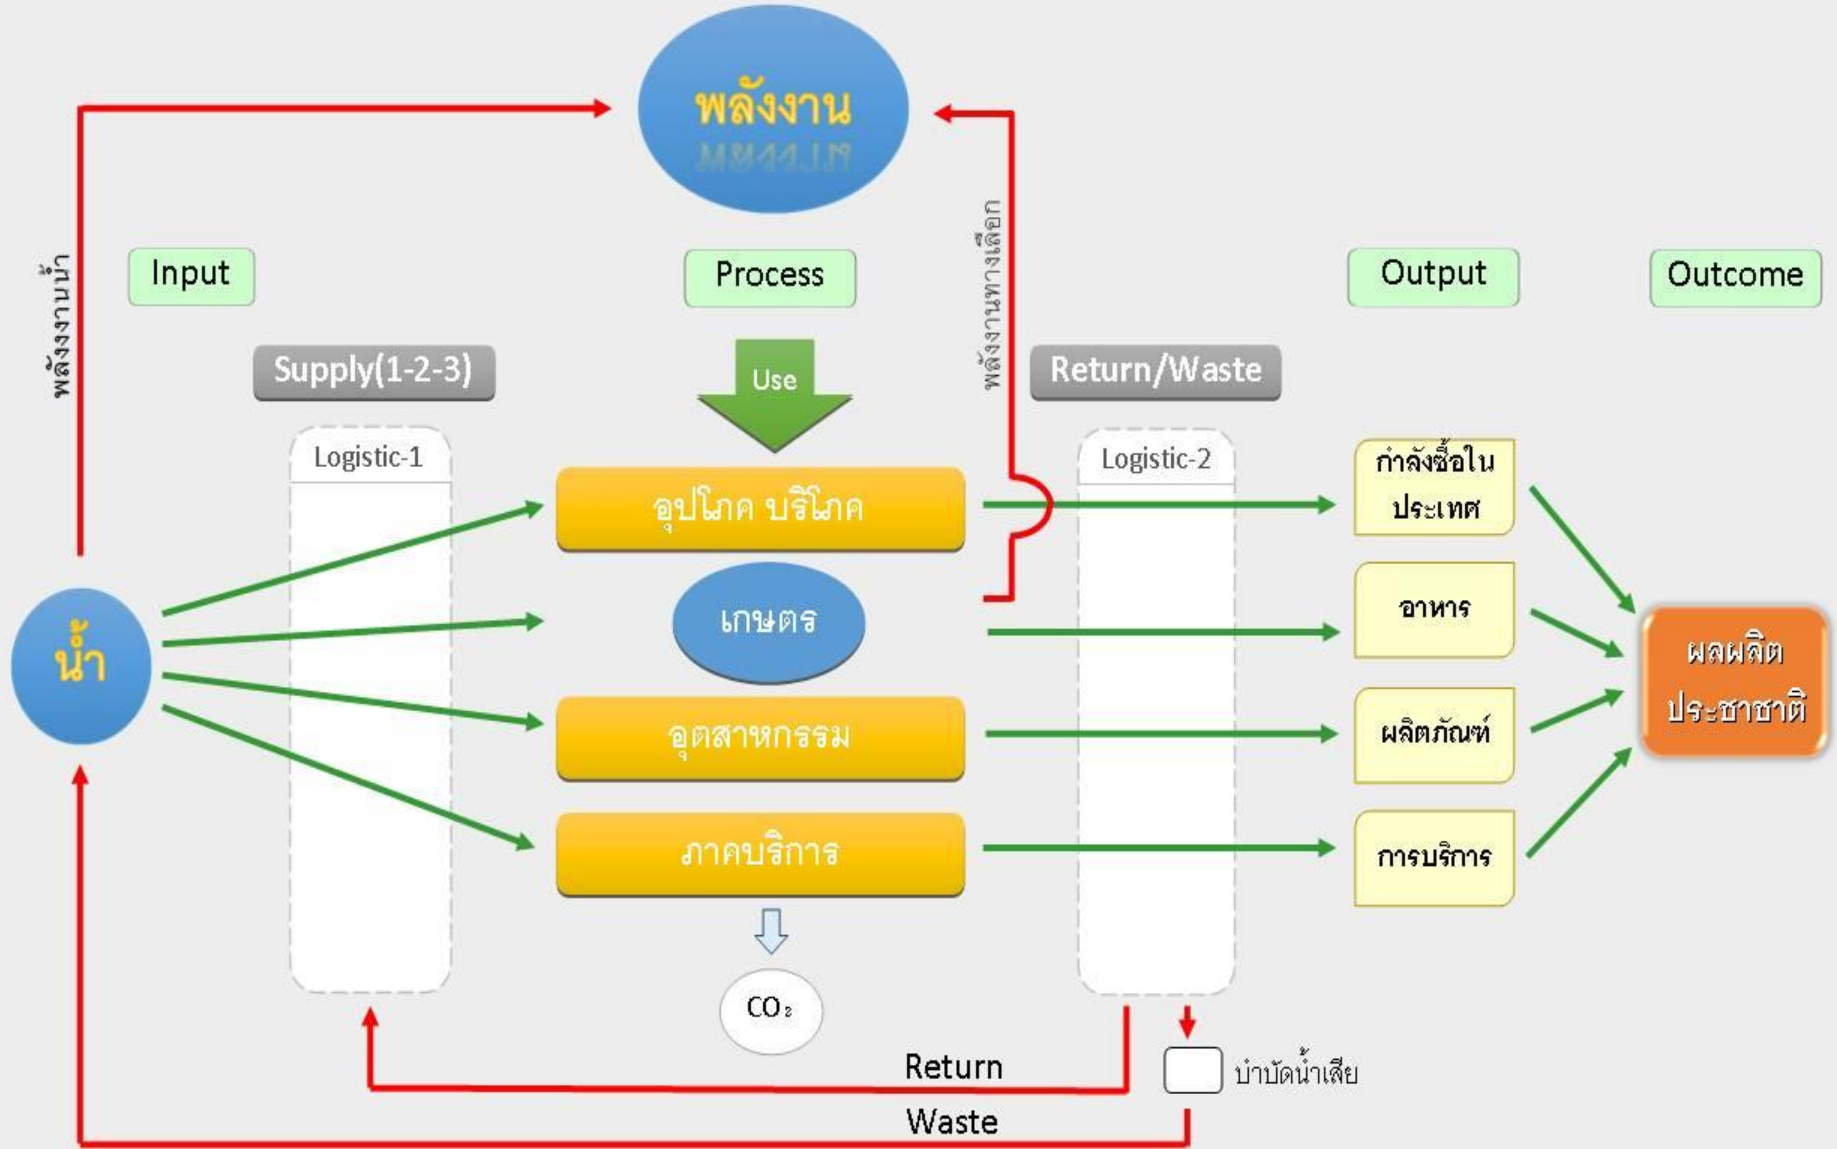 พลังงาน
พลังงงานน้ำ
พลังงานทางเลือก
Input
Process
Output
Outcome
Supply(1-2-3)
Use
Return/Waste
Logistic-1
Logistic-2
อุปโภค บริโภค
กำลังซื้อใน
ประเทศ
น้ำ
เกษตร
อาหาร
ผลผลิต
ประชาชาติ
อุตสาหกรรม
ผลิตภัณฑ์
ภาคบริการ
การบริการ
CO₂
Return
บำบัดน้ำเสีย
Waste